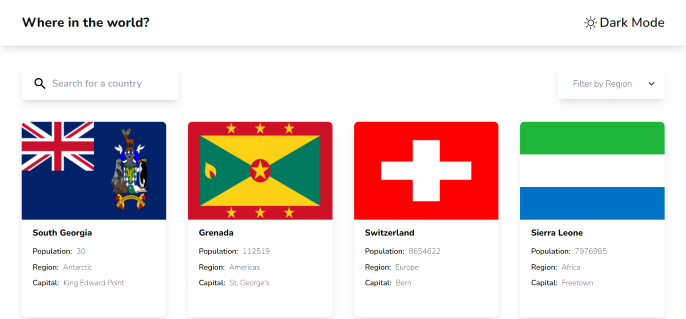 Where in the world?
Dark Mode
Search for a country
Filter by Region
South Georgia
Population: 30
Region: Antarctic
Capital: King Edward Point
Grenada
Population: 112519
Region: Americas
Capital: St. George's
Switzerland
Population: 8654622
Region: Europe
Capital: Bern
Sierra Leone
Population: 7976985
Region: Africa
Capital: Freetown